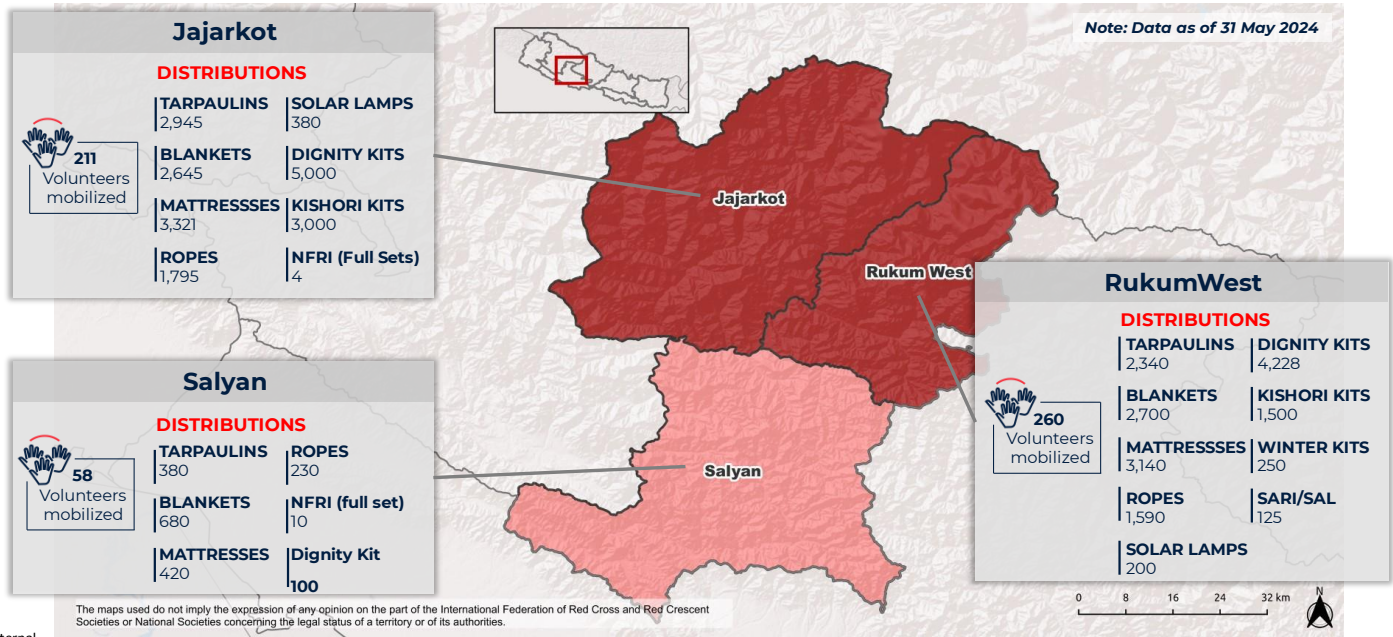 Jajarkot
DISTRIBUTIONS
211
Volunteers
mobilized
TARPAULINS
2,945
SOLAR LAMPS
380
BLANKETS
2,645
DIGNITY KITS
5,000
MATTRESSSES
3,321
KISHORI KITS
3,000
ROPES
1,795
NFRI (Full Sets)
4
Note: Data as of 31 May 2024
Jajarkot
Rukum West
Salyan
Salyan
DISTRIBUTIONS
58
Volunteers
mobilized
TARPAULINS
380
ROPES
230
BLANKETS
680
NFRI (full set)
10
MATTRESSES
420
Dignity Kit
100
RukumWest
DISTRIBUTIONS
260
Volunteers
mobilized
TARPAULINS
2,340
DIGNITY KITS
4,228
BLANKETS
2,700
KISHORI KITS
1,500
MATTRESSSES
3,140
WINTER KITS
250
ROPES
1,590
SARI/SAL
125
SOLAR LAMPS
200
0 8 16 24 32 km
N
The maps used do not imply the expression of any opinion on the part of the International Federation of Red Cross and Red Crescent
Societies or National Societies concerning the legal status of a territory or of its authorities.